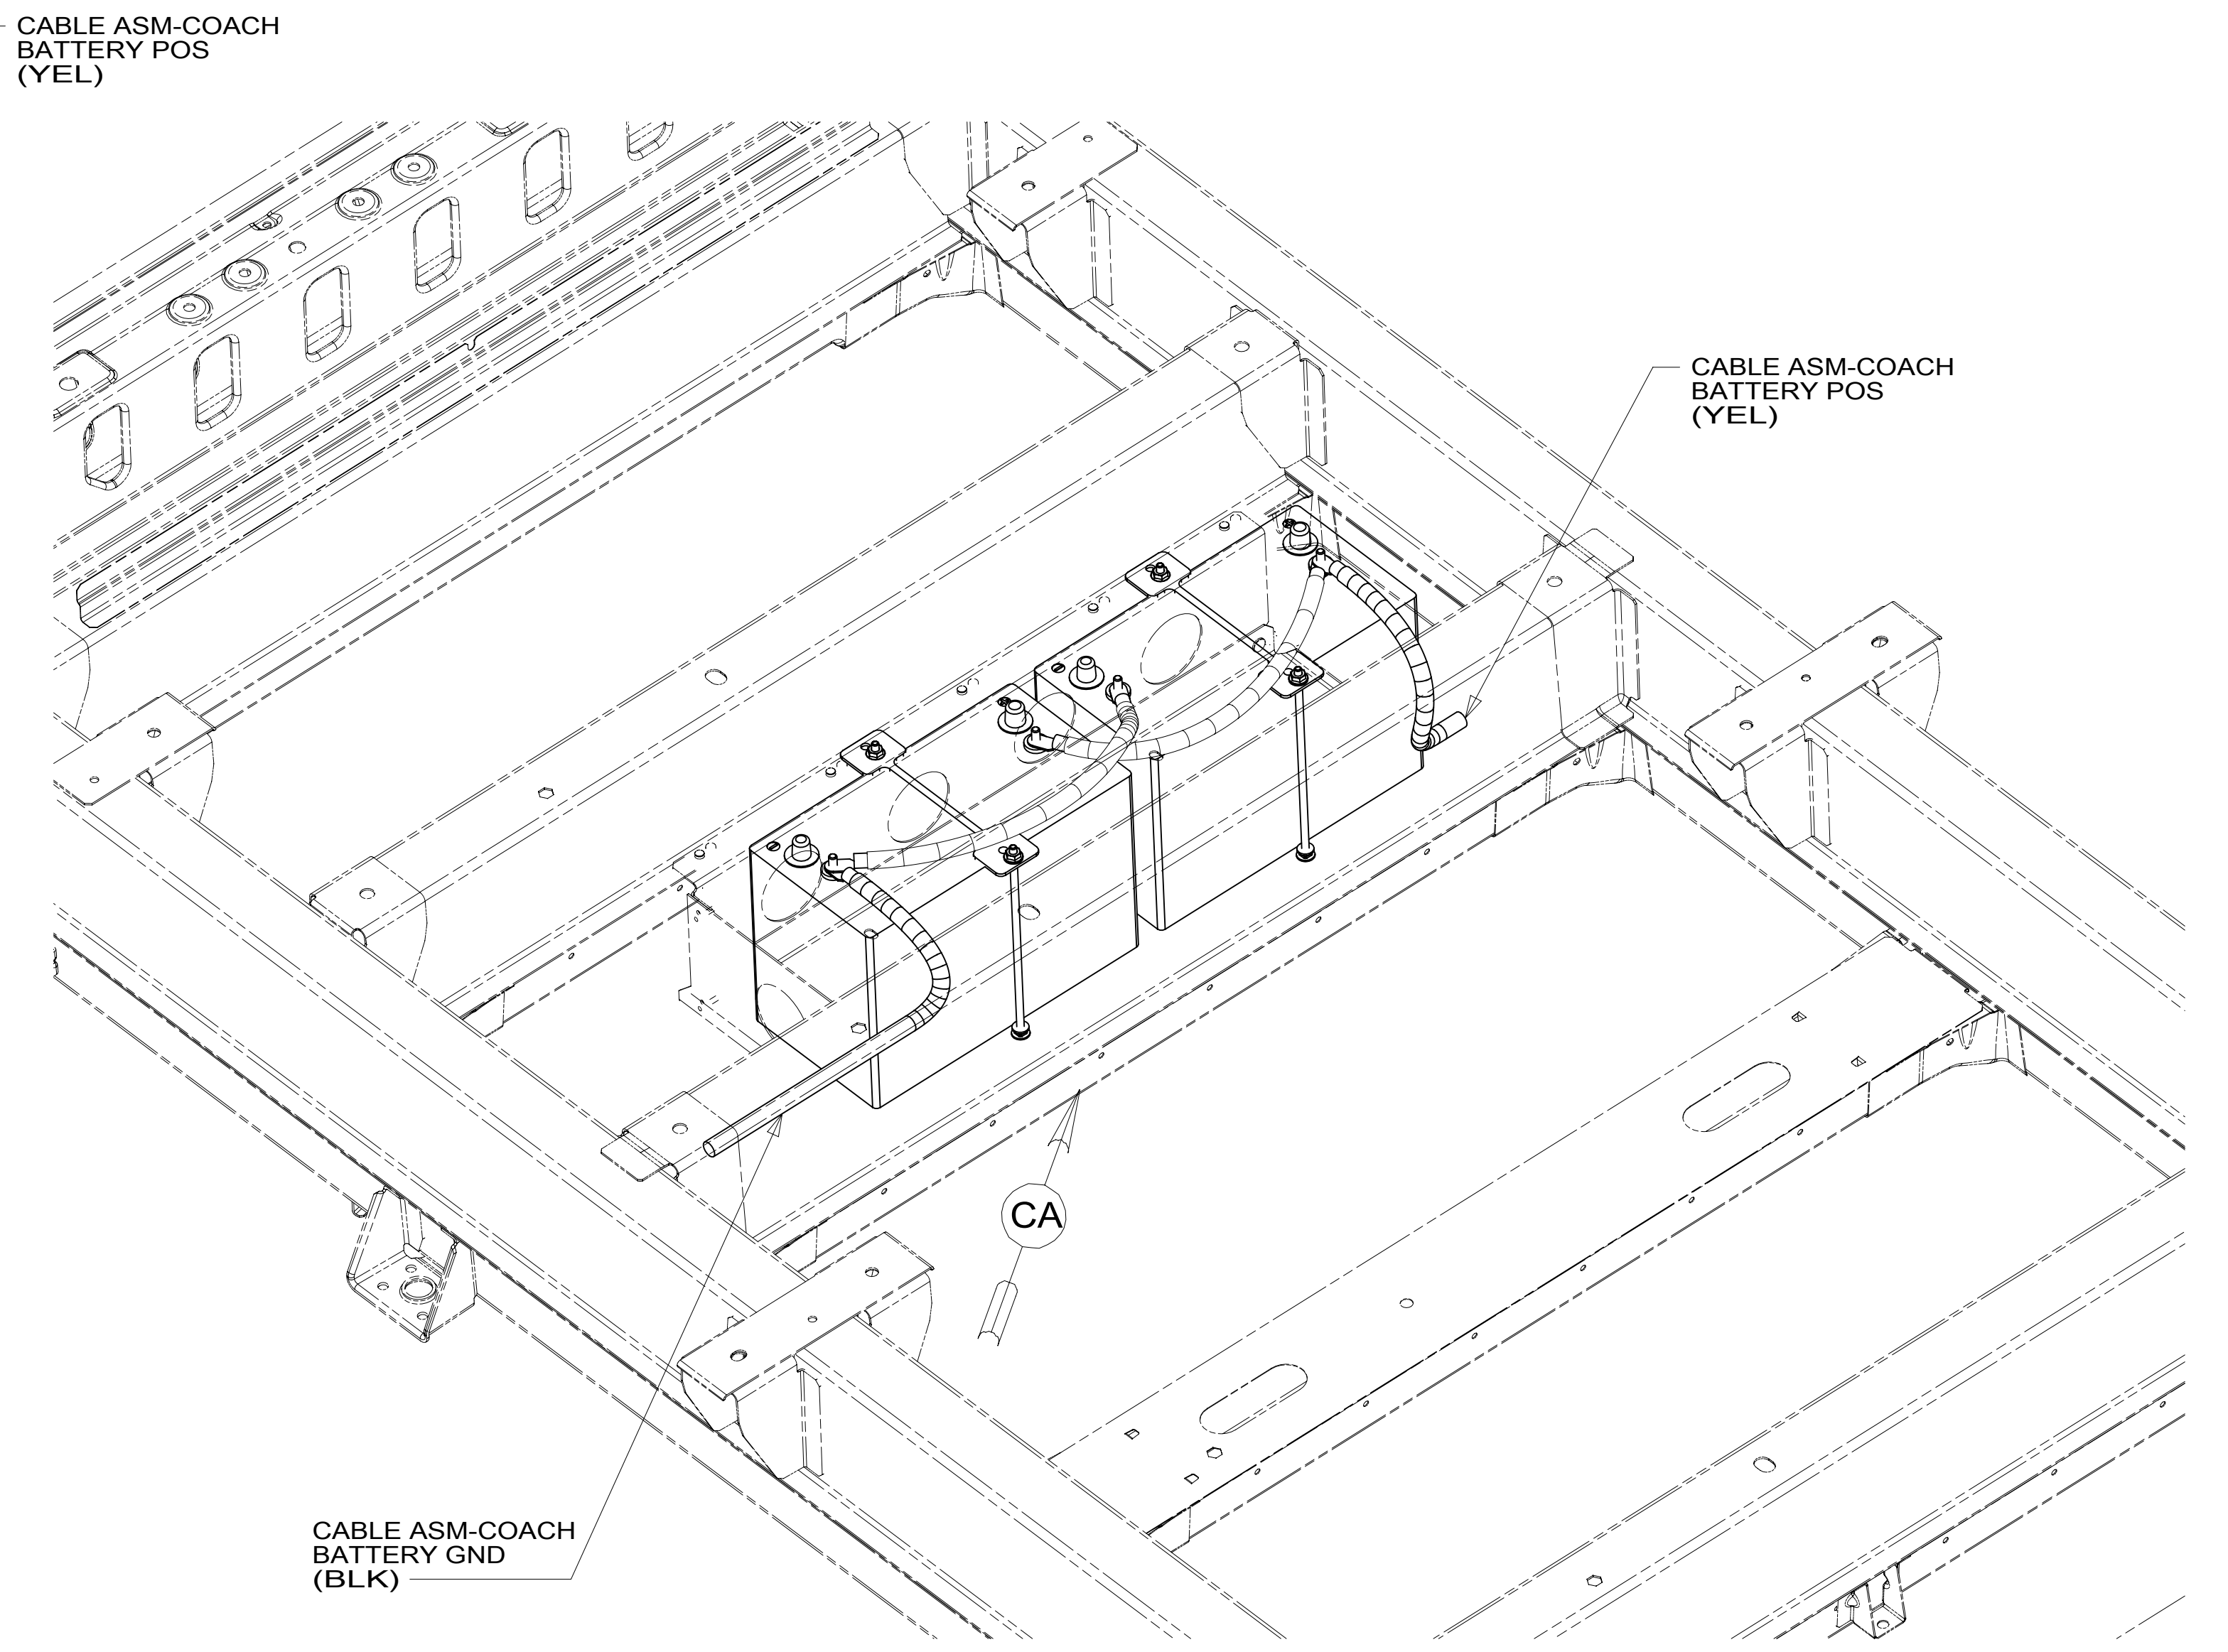 CABLE ASM-COACH
BATTERY POS
(YEL)
CABLE ASM-COACH
BATTERY POS
(YEL)
CA
CABLE ASM-COACH
BATTERY GND
(BLK)